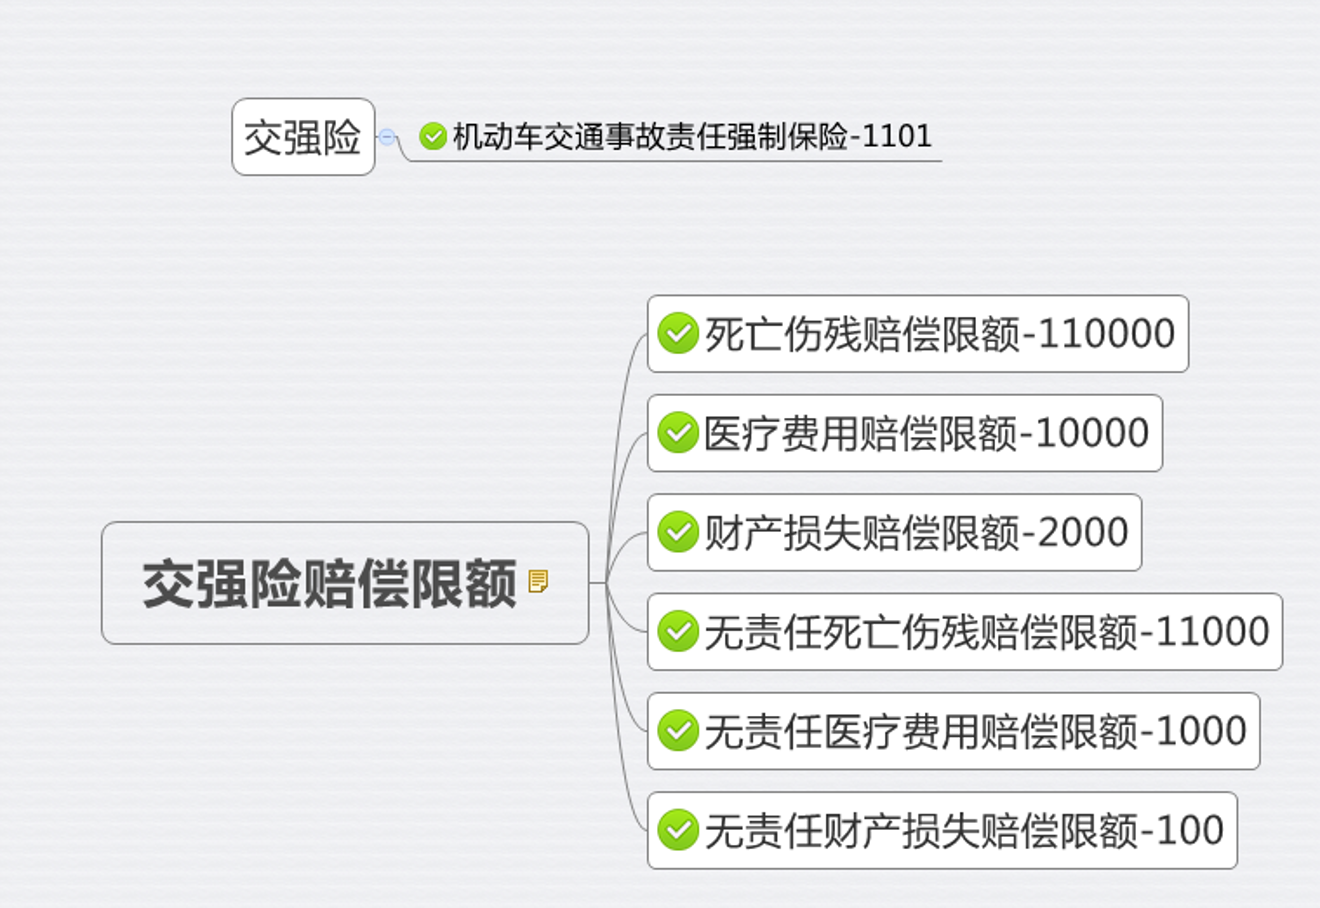 交强险
机动车交通事故责任强制保险-1101
死亡伤残赔偿限额-110000
医疗费用赔偿限额-10000
财产损失赔偿限额-2000
交强险赔偿限额
无责任死亡伤残赔偿限额-11000
无责任医疗费用赔偿限额-1000
无责任财产损失赔偿限额-100